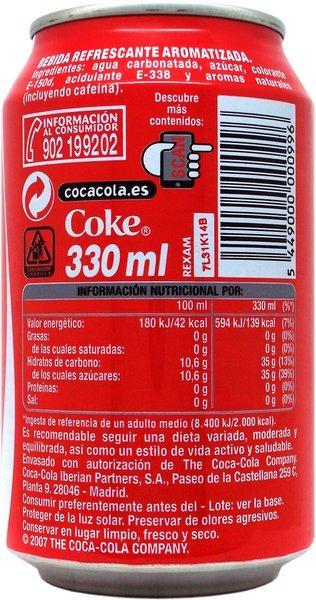 BEBIDA REFRESCANTE AROMATIZADA.
Ingredientes: agua carbonatada, azúcar, colorante
E-150d, acidulante E-338 y aromas naturales
(incluyendo cafeína).
Descubre
más
contenidos:
INFORMACIÓN
AL CONSUMIDOR
902 199202
SCAN
cocacola.es
Coke®
330 ml
REXAM
7L31K14B
5 449000 000996
INFORMACIÓN NUTRICIONAL POR:
100 ml 330 ml (%*)
Valor energético: 180 kJ/42 kcal 594 kJ/139 kcal (7%)
Grasas: 0 g 0 g (0%)
de las cuales saturadas: 0 g 0 g (0%)
Hidratos de carbono: 10,6 g 35 g (13%)
de los cuales azúcares: 10,6 g 35 g (39%)
Proteínas: 0 g 0 g (0%)
Sal: 0 g 0 g (0%)
*Ingesta de referencia de un adulto medio (8.400 kJ/2.000 kcal).
Es recomendable seguir una dieta variada, moderada y
equilibrada, así como un estilo de vida activo y saludable.
Envasado con autorización de The Coca-Cola Company.
Coca-Cola Iberian Partners, S.A., Paseo de la Castellana 259 C,
Planta 9. 28046 - Madrid.
Consumir preferentemente antes del - Lote: ver la base.
Proteger de la luz solar. Preservar de olores agresivos.
Conservar en lugar limpio, fresco y seco.
© 2007 THE COCA-COLA COMPANY.